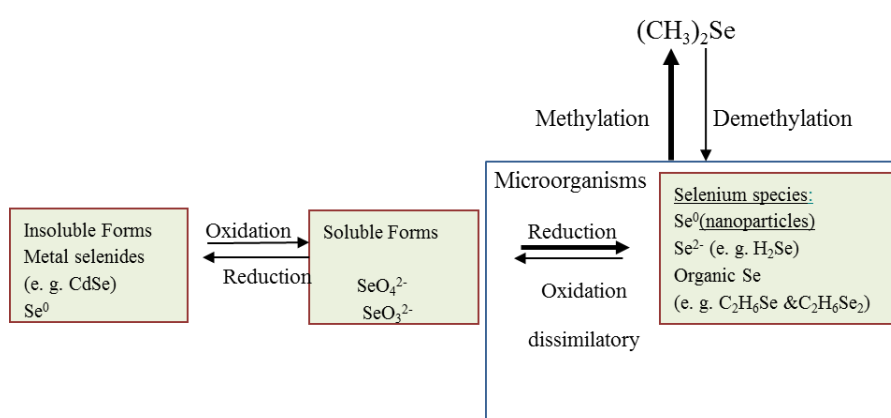 (CH₃)₂Se
Methylation
Demethylation
Microorganisms
Insoluble Forms
Metal selenides
(e. g. CdSe)
Se⁰
Oxidation
Reduction
Soluble Forms
SeO₄²⁻
SeO₃²⁻
Reduction
Oxidation
dissimilatory
Selenium species:
Se⁰(nanoparticles)
Se²⁻ (e. g. H₂Se)
Organic Se
(e. g. C₂H₆Se &C₂H₆Se₂)